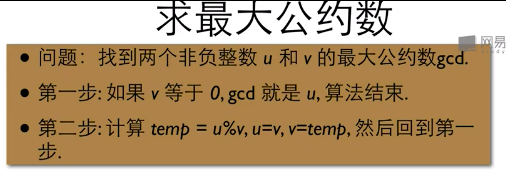 求最大公约数
网易
• 问题：找到两个非负整数 u 和 v 的最大公约数gcd.
• 第一步: 如果 v 等于 0, gcd 就是 u, 算法结束.
• 第二步: 计算 temp = u%v, u=v, v=temp, 然后回到第一
步.